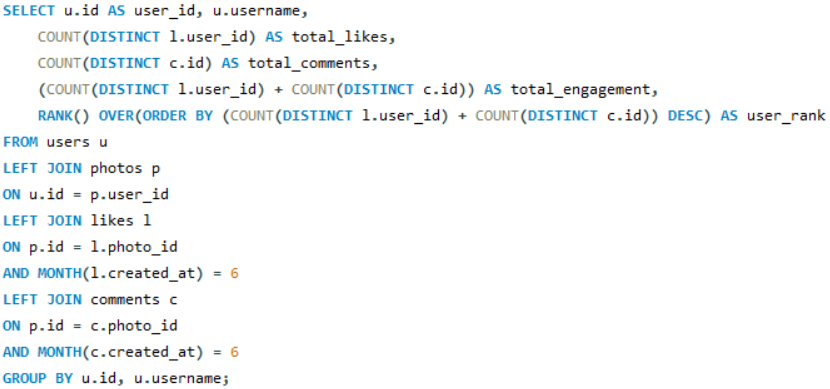 SELECT u.id AS user_id, u.username,
    COUNT(DISTINCT l.user_id) AS total_likes,
    COUNT(DISTINCT c.id) AS total_comments,
    (COUNT(DISTINCT l.user_id) + COUNT(DISTINCT c.id)) AS total_engagement,
    RANK() OVER(ORDER BY (COUNT(DISTINCT l.user_id) + COUNT(DISTINCT c.id)) DESC) AS user_rank
FROM users u
LEFT JOIN photos p
ON u.id = p.user_id
LEFT JOIN likes l
ON p.id = l.photo_id
AND MONTH(l.created_at) = 6
LEFT JOIN comments c
ON p.id = c.photo_id
AND MONTH(c.created_at) = 6
GROUP BY u.id, u.username;